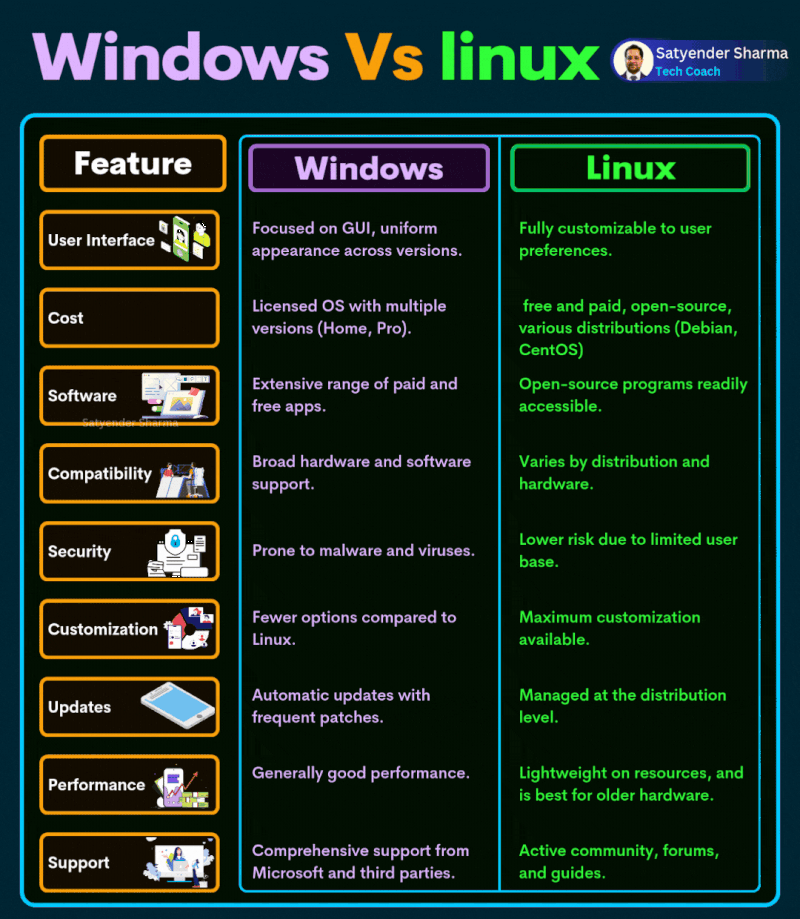 Windows Vs linux
Satyender Sharma
Tech Coach
Feature
Windows
Linux
User Interface
Focused on GUI, uniform
appearance across versions.
Fully customizable to user
preferences.
Cost
Licensed OS with multiple
versions (Home, Pro).
free and paid, open-source,
various distributions (Debian,
CentOS)
Software
Satyender Sharma
Extensive range of paid and
free apps.
Open-source programs readily
accessible.
Compatibility
Broad hardware and software
support.
Varies by distribution and
hardware.
Security
Prone to malware and viruses.
Lower risk due to limited user
base.
Customization
Fewer options compared to
Linux.
Maximum customization
available.
Updates
Automatic updates with
frequent patches.
Managed at the distribution
level.
Performance
Generally good performance.
Lightweight on resources, and
is best for older hardware.
Support
Comprehensive support from
Microsoft and third parties.
Active community, forums,
and guides.